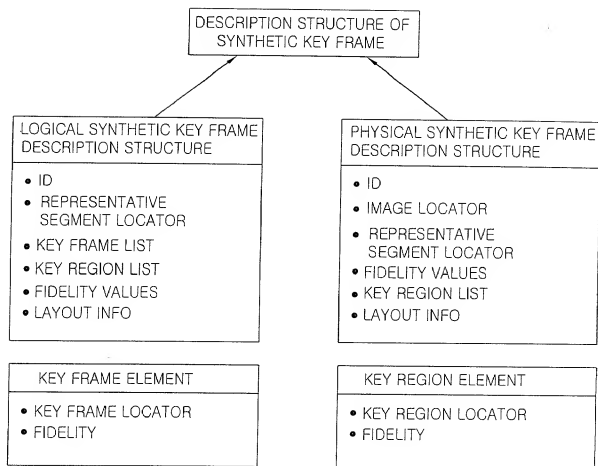 DESCRIPTION STRUCTURE OF
SYNTHETIC KEY FRAME
LOGICAL SYNTHETIC KEY FRAME
DESCRIPTION STRUCTURE
• ID
• REPRESENTATIVE
SEGMENT LOCATOR
• KEY FRAME LIST
• KEY REGION LIST
• FIDELITY VALUES
• LAYOUT INFO
PHYSICAL SYNTHETIC KEY FRAME
DESCRIPTION STRUCTURE
• ID
• IMAGE LOCATOR
• REPRESENTATIVE
SEGMENT LOCATOR
• FIDELITY VALUES
• KEY REGION LIST
• LAYOUT INFO
KEY FRAME ELEMENT
• KEY FRAME LOCATOR
• FIDELITY
KEY REGION ELEMENT
• KEY REGION LOCATOR
• FIDELITY